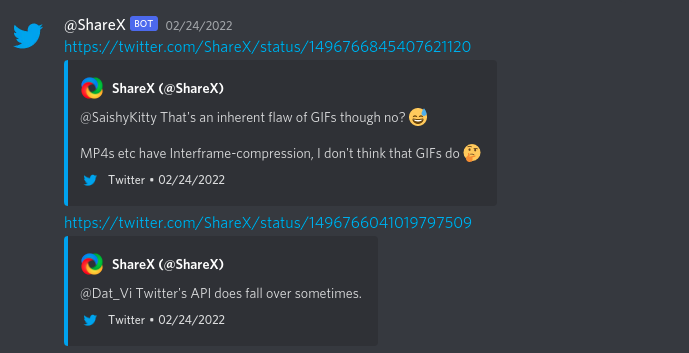 @ShareX BOT 02/24/2022
https://twitter.com/ShareX/status/1496766845407621120
ShareX (@ShareX)
@SaishyKitty That's an inherent flaw of GIFs though no? 😅
MP4s etc have Interframe-compression, I don't think that GIFs do 🤔
Twitter • 02/24/2022
https://twitter.com/ShareX/status/1496766041019797509
ShareX (@ShareX)
@Dat_Vi Twitter's API does fall over sometimes.
Twitter • 02/24/2022